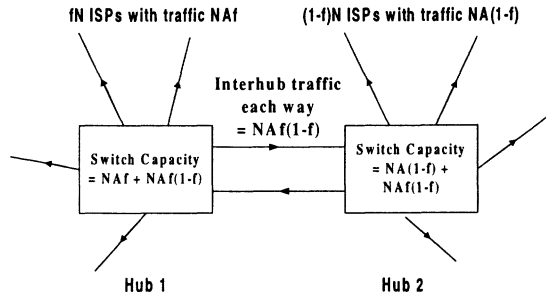 fN ISPs with traffic NAf
(1-f)N ISPs with traffic NA(1-f)
Interhub traffic
each way
= NAf(1-f)
Switch Capacity
= NAf + NAf(1-f)
Switch Capacity
= NA(1-f) +
NAf(1-f)
Hub 1
Hub 2